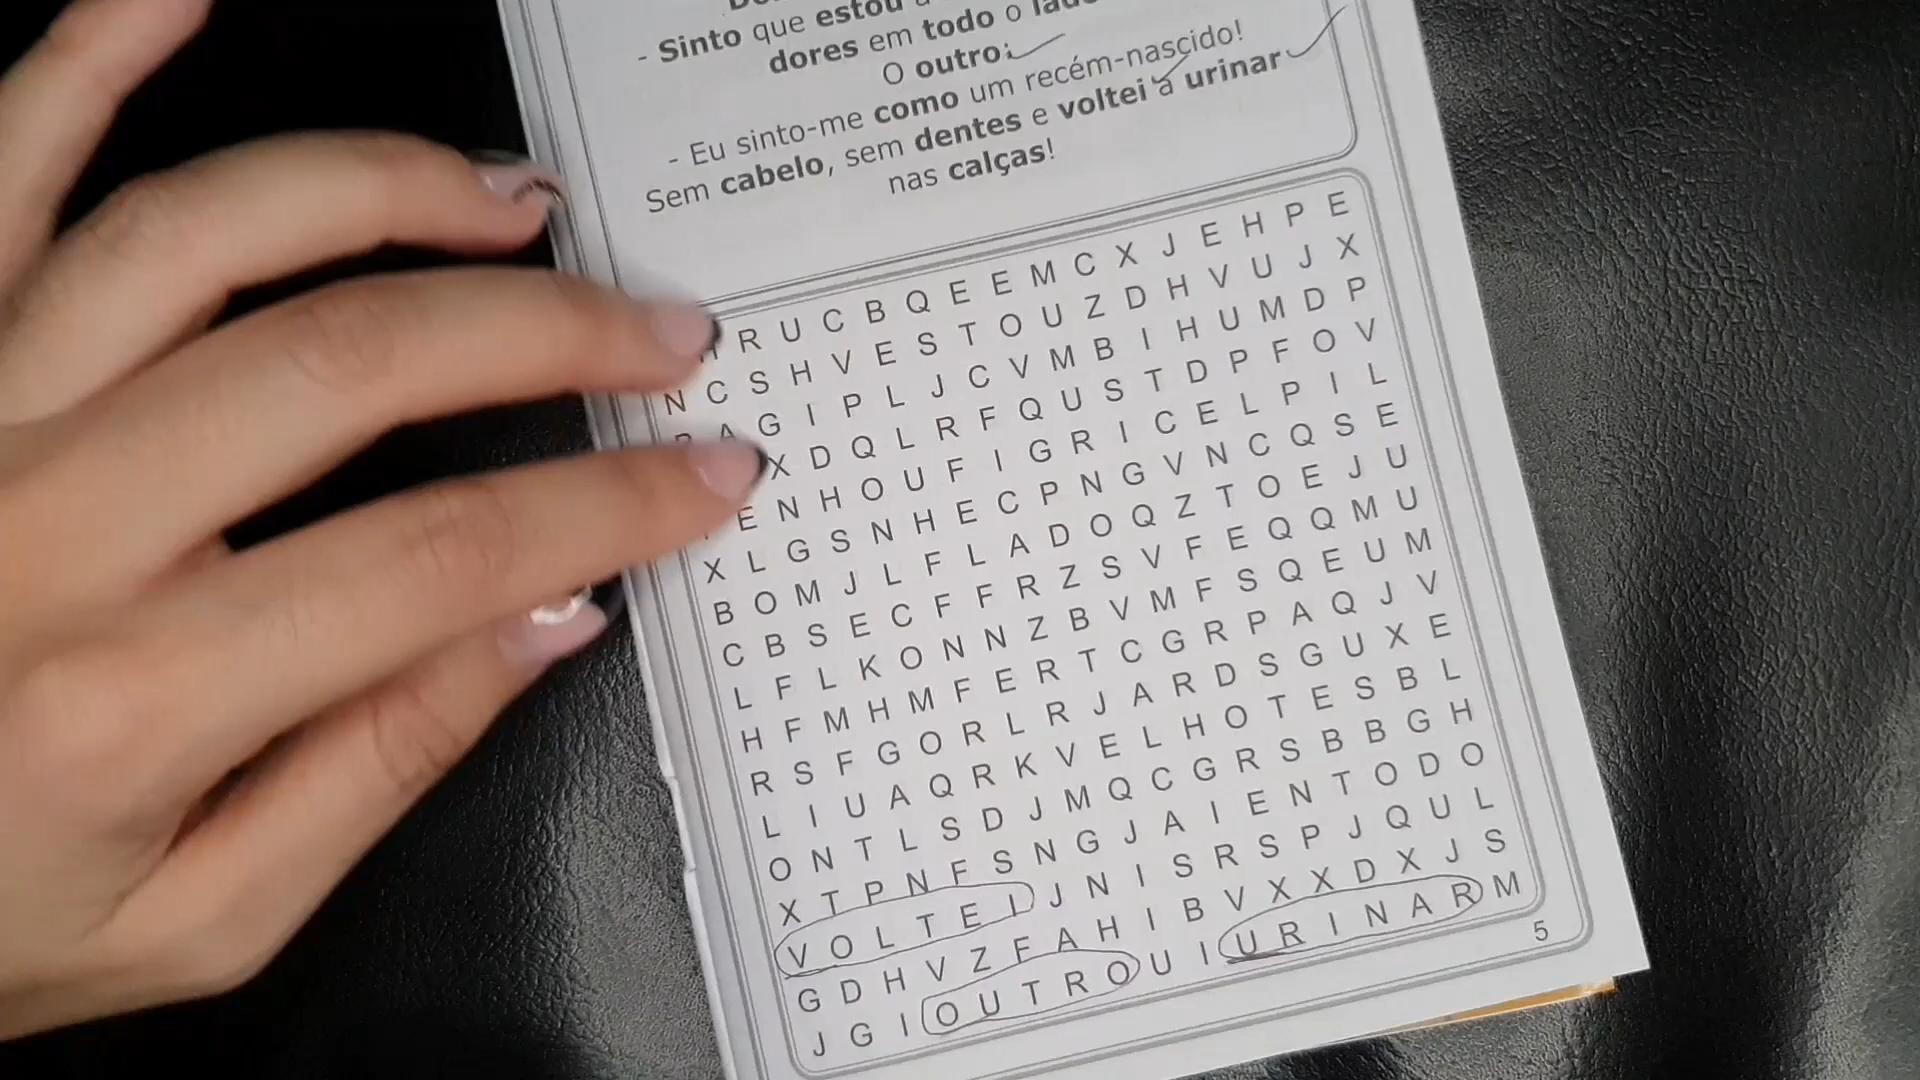 - Sinto que estou
dores em todo o
O outro:
- Eu sinto-me como um recém-nascido!
Sem cabelo, sem dentes e voltei a urinar
nas calças!
R U C B Q E E M C X J E H P E
N C S H V E S T O U Z D H V U J X
A G I P L J C V M B I H U M D P
X D Q L R F Q U S T D P F O V
E N H O U F I G R I C E L P I L
X L G S N H E C P N G V N C Q S E
B O M J L F L A D O Q Z T O E J U
C B S E C F F R Z S V F E Q Q M U
L F L K O N N Z B V M F S Q E U M
H F M H M F E R T C G R P A Q J V
R S F G O R L R J A R D S G U X E
L I U A Q R K V E L H O T E S B L
O N T L S D J M Q C G R S B B G H
X T P N F S N G J A I E N T O D O
V O L T E I J N I S R S P J Q U L
G D H V Z F A H I B V X X D X J S
J G I O U T R O U I U R I N A R M
5